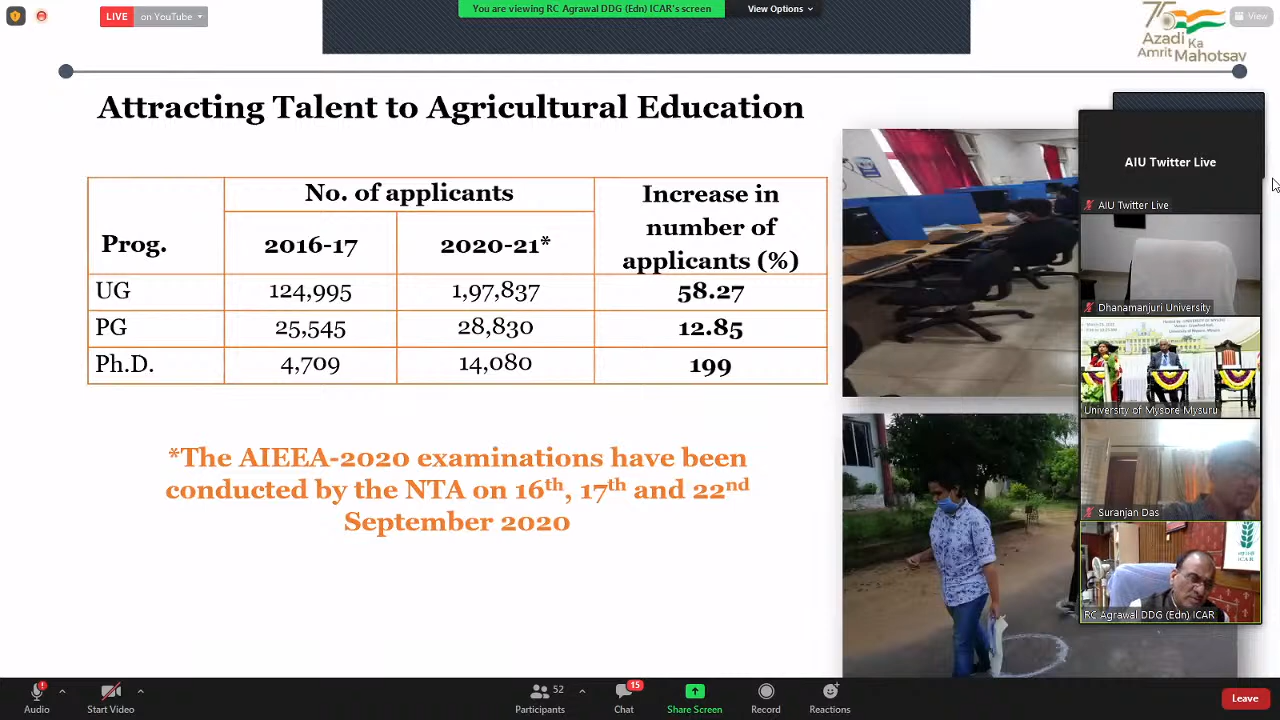 LIVE on YouTube
You are viewing RC Agrawal DDG (Edn) ICAR's screen
View Options
75
Azadi
Ka
Amrit Mahotsav
View
Attracting Talent to Agricultural Education
Prog.
No. of applicants
Increase in
number of
applicants (%)
2016-17 2020-21*
UG 124,995 1,97,837 58.27
PG 25,545 28,830 12.85
Ph.D. 4,709 14,080 199
*The AIEEA-2020 examinations have been
conducted by the NTA on 16th, 17th and 22nd
September 2020
AIU Twitter Live
AIU Twitter Live
Dhanamanjuri University
University of Mysore Mysuru
Suranjan Das
ICAR
RC Agrawal DDG (Edn) ICAR
Audio
Start Video
52
Participants
15
Chat
Share Screen
Record
Reactions
Leave